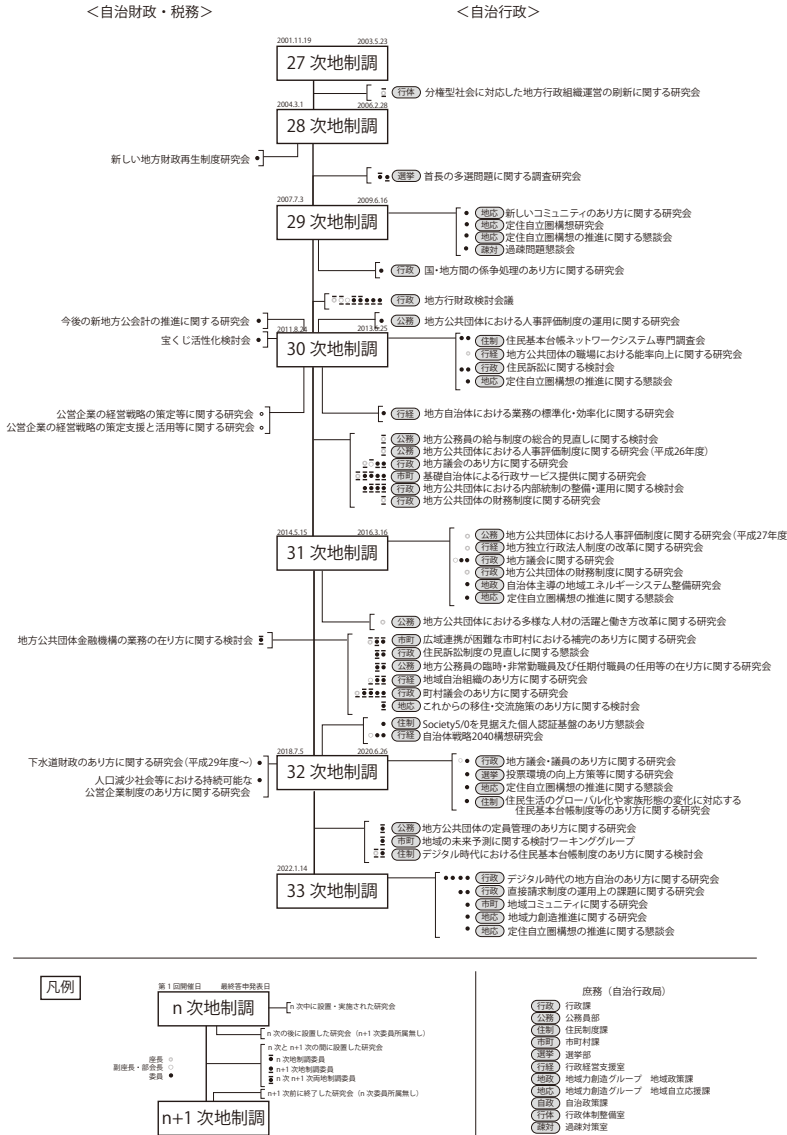 ＜自治財政・税務＞
＜自治行政＞
2001.11.19 2003.5.23
27 次地制調
行体 分権型社会に対応した地方行政組織運営の刷新に関する研究会
2004.3.1 2006.2.28
28 次地制調
新しい地方財政再生制度研究会
選挙 首長の多選問題に関する調査研究会
2007.7.3 2009.6.16
29 次地制調
地応 新しいコミュニティのあり方に関する研究会
地応 定住自立圏構想研究会
地応 定住自立圏構想の推進に関する懇談会
疎対 過疎問題懇談会
行政 国・地方間の係争処理のあり方に関する研究会
行政 地方行財政検討会議
今後の新地方公会計の推進に関する研究会
公務 地方公共団体における人事評価制度の運用に関する研究会
宝くじ活性化検討会
2011.8.24 2013.6.25
30 次地制調
住制 住民基本台帳ネットワークシステム専門調査会
行経 地方公共団体の職場における能率向上に関する研究会
行政 住民訴訟に関する検討会
地応 定住自立圏構想の推進に関する懇談会
公営企業の経営戦略の策定等に関する研究会
公営企業の経営戦略の策定支援と活用等に関する研究会
行経 地方自治体における業務の標準化・効率化に関する研究会
公務 地方公務員の給与制度の総合的見直しに関する検討会
公務 地方公共団体における人事評価制度に関する研究会（平成26年度）
行政 地方議会のあり方に関する研究会
市町 基礎自治体による行政サービス提供に関する研究会
行政 地方公共団体における内部統制の整備・運用に関する検討会
行政 地方公共団体の財務制度に関する研究会
2014.5.15 2016.3.16
31 次地制調
公務 地方公共団体における人事評価制度に関する研究会（平成27年度
行経 地方独立行政法人制度の改革に関する研究会
行政 地方議会に関する研究会
行政 地方公共団体の財務制度に関する研究会
地政 自治体主導の地域エネルギーシステム整備研究会
地応 定住自立圏構想の推進に関する懇談会
公務 地方公共団体における多様な人材の活躍と働き方改革に関する研究会
地方公共団体金融機構の業務の在り方に関する検討会
市町 広域連携が困難な市町村における補完のあり方に関する研究会
行政 住民訴訟制度の見直しに関する懇談会
公務 地方公務員の臨時・非常勤職員及び任期付職員の任用等の在り方に関する研究会
行経 地域自治組織のあり方に関する研究会
行政 町村議会のあり方に関する研究会
地応 これからの移住・交流施策のあり方に関する検討会
住制 Society5/0を見据えた個人認証基盤のあり方懇談会
行経 自治体戦略2040構想研究会
2018.7.5 2020.6.26
32 次地制調
下水道財政のあり方に関する研究会（平成29年度〜）
人口減少社会等における持続可能な
公営企業制度のあり方に関する研究会
行政 地方議会・議員のあり方に関する研究会
選挙 投票環境の向上方策等に関する研究会
地応 定住自立圏構想の推進に関する懇談会
住制 住民生活のグローバル化や家族形態の変化に対応する
住民基本台帳制度等のあり方に関する研究会
公務 地方公共団体の定員管理のあり方に関する研究会
市町 地域の未来予測に関する検討ワーキンググループ
住制 デジタル時代における住民基本台帳制度のあり方に関する検討会
2022.1.14
33 次地制調
行政 デジタル時代の地方自治のあり方に関する研究会
行政 直接請求制度の運用上の課題に関する研究会
市町 地域コミュニティに関する研究会
地応 地域力創造推進に関する研究会
地応 定住自立圏構想の推進に関する懇談会
凡例
第1回開催日 最終答申発表日
n 次地制調
n 次中に設置・実施された研究会
n 次の後に設置した研究会（n+1 次委員所属無し）
n 次と n+1 次の間に設置した研究会
n 次地制調委員
n+1 次地制調委員
n 次 n+1 次両地制調委員
n+1 次前に終了した研究会（n 次委員所属無し）
座長
副座長・部会長
委員
n+1 次地制調
庶務（自治行政局）
行政 行政課
公務 公務員部
住制 住民制度課
市町 市町村課
選挙 選挙部
行経 行政経営支援室
地政 地域力創造グループ 地域政策課
地応 地域力創造グループ 地域自立応援課
自政 自治政策課
行体 行政体制整備室
疎対 過疎対策室